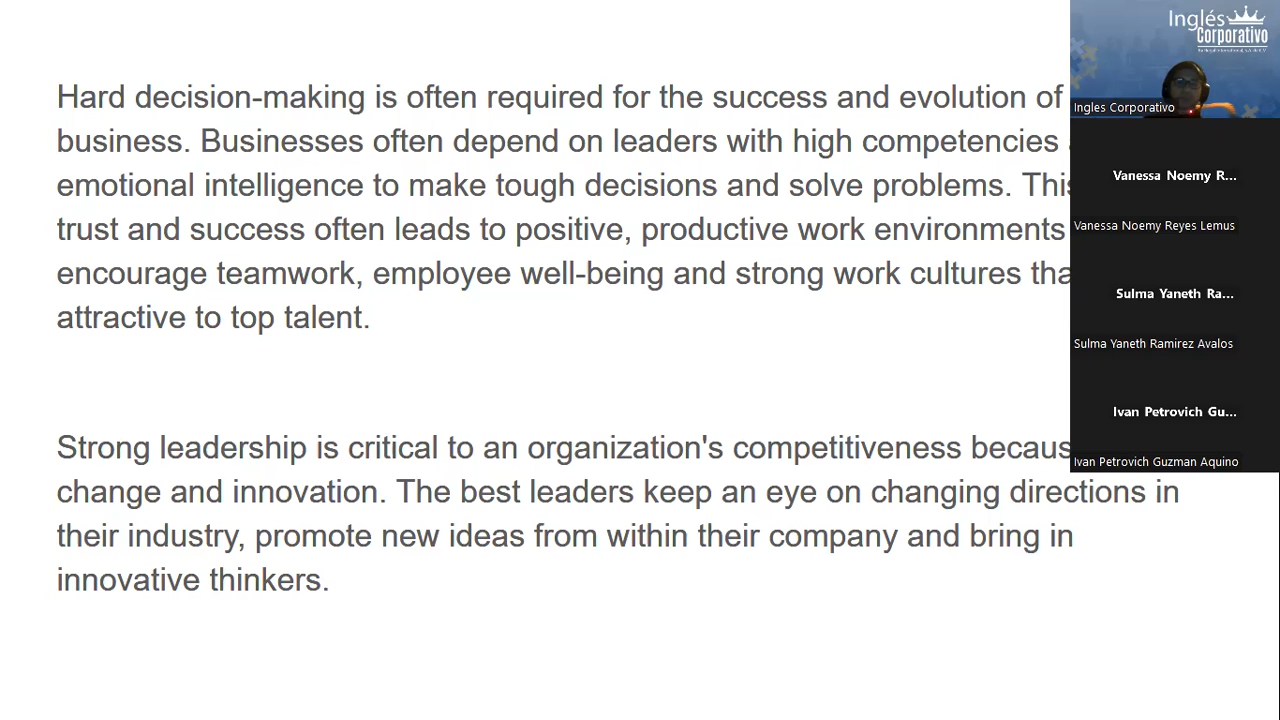 Hard decision-making is often required for the success and evolution of
business. Businesses often depend on leaders with high competencies
emotional intelligence to make tough decisions and solve problems. This
trust and success often leads to positive, productive work environments
encourage teamwork, employee well-being and strong work cultures
attractive to top talent.
Strong leadership is critical to an organization's competitiveness
change and innovation. The best leaders keep an eye on changing directions in
their industry, promote new ideas from within their company and bring in
innovative thinkers.
Inglés
Corporativo
Ingles Corporativo
Vanessa Noemy R...
Vanessa Noemy Reyes Lemus
Sulma Yaneth Ra...
Sulma Yaneth Ramirez Avalos
Ivan Petrovich Gu...
Ivan Petrovich Guzman Aquino